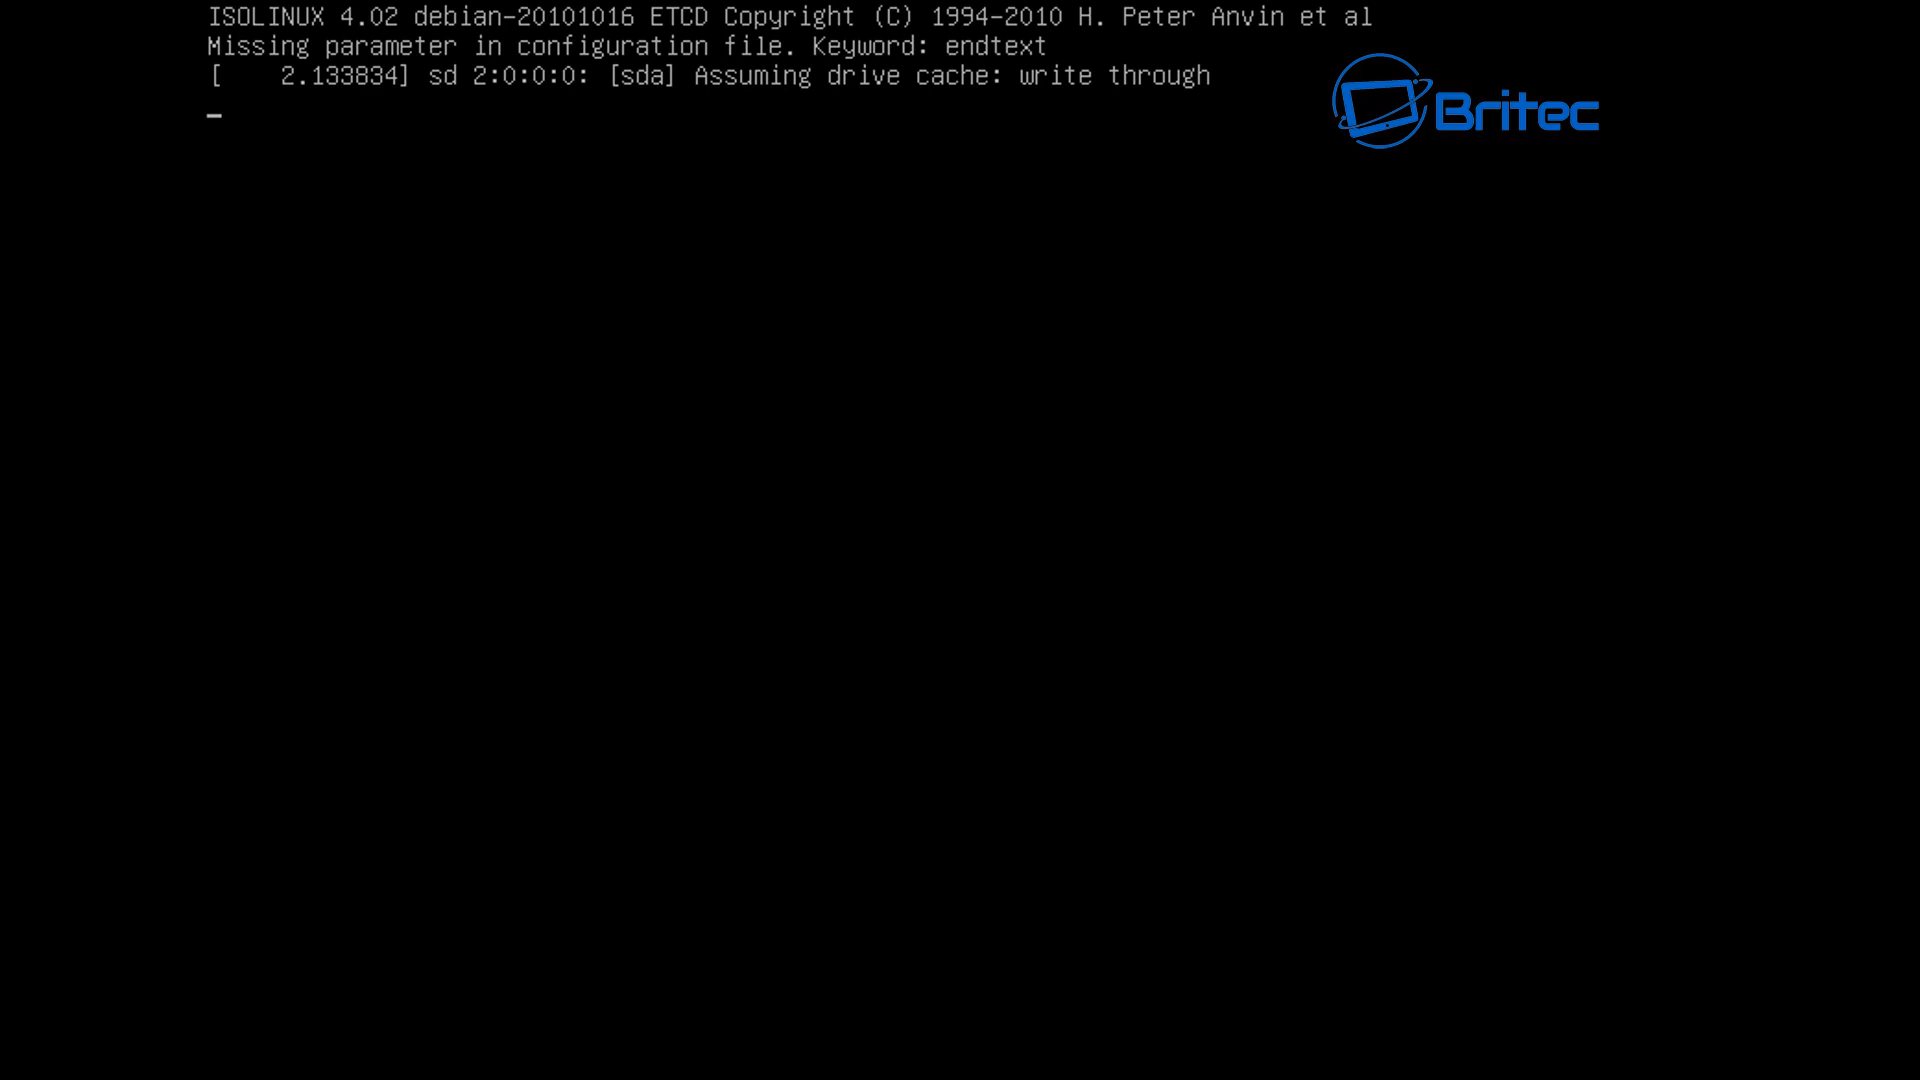 ISOLINUX 4.02 debian-20101016 ETCD Copyright (C) 1994-2010 H. Peter Anvin et al
Missing parameter in configuration file. Keyword: endtext
[    2.133834] sd 2:0:0:0: [sda] Assuming drive cache: write through
Britec